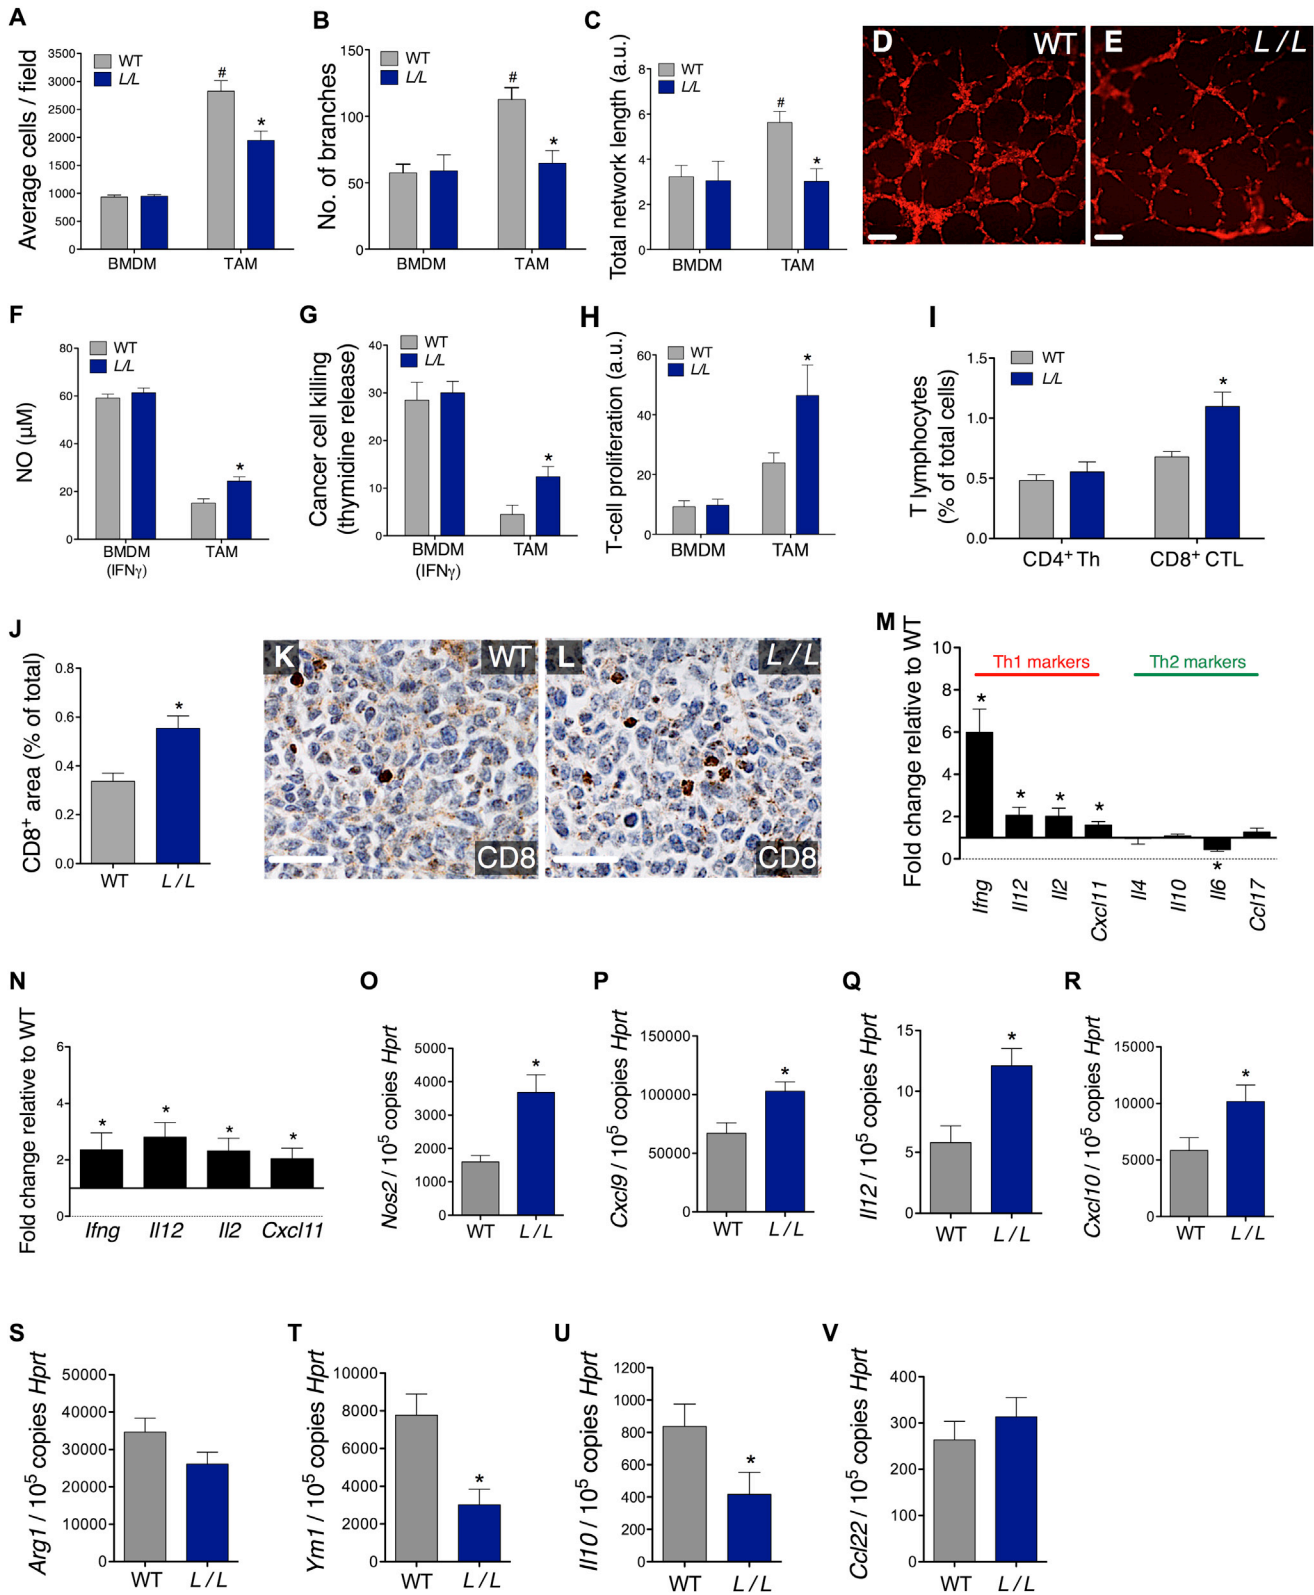 A
Average cells / field
3500
3000
2500
2000
1500
1000
500
0
WT
L/L
#
*
BMDM
TAM
B
No. of branches
150
100
50
0
WT
L/L
#
*
BMDM
TAM
C
Total network length (a.u.)
8
6
4
2
0
WT
L/L
#
*
BMDM
TAM
D
WT
E
L / L
F
NO (µM)
80
60
40
20
0
WT
L/L
*
BMDM
(IFNγ)
TAM
G
Cancer cell killing
(thymidine release)
40
30
20
10
0
WT
L/L
*
BMDM
(IFNγ)
TAM
H
T-cell proliferation (a.u.)
60
40
20
0
WT
L/L
*
BMDM
TAM
I
T lymphocytes
(% of total cells)
1.5
1.0
0.5
0.0
WT
L/L
*
CD4+ Th
CD8+ CTL
J
CD8+ area (% of total)
0.8
0.6
0.4
0.2
0.0
*
WT
L / L
K
WT
CD8
L
L / L
CD8
M
Fold change relative to WT
10
8
6
4
2
0
Th1 markers
Th2 markers
*
*
*
*
*
Ifng
Il12
Il2
Cxcl11
Il4
Il10
Il6
Ccl17
N
Fold change relative to WT
6
4
2
0
*
*
*
*
Ifng
Il12
Il2
Cxcl11
O
Nos2 / 10⁵ copies Hprt
5000
4000
3000
2000
1000
0
*
WT
L / L
P
Cxcl9 / 10⁵ copies Hprt
150000
100000
50000
0
*
WT
L / L
Q
Il12 / 10⁵ copies Hprt
15
10
5
0
*
WT
L / L
R
Cxcl10 / 10⁵ copies Hprt
15000
10000
5000
0
*
WT
L / L
S
Arg1 / 10⁵ copies Hprt
50000
40000
30000
20000
10000
0
WT
L / L
T
Ym1 / 10⁵ copies Hprt
10000
8000
6000
4000
2000
0
*
WT
L / L
U
Il10 / 10⁵ copies Hprt
1200
1000
800
600
400
200
0
*
WT
L / L
V
Ccl22 / 10⁵ copies Hprt
400
300
200
100
0
WT
L / L